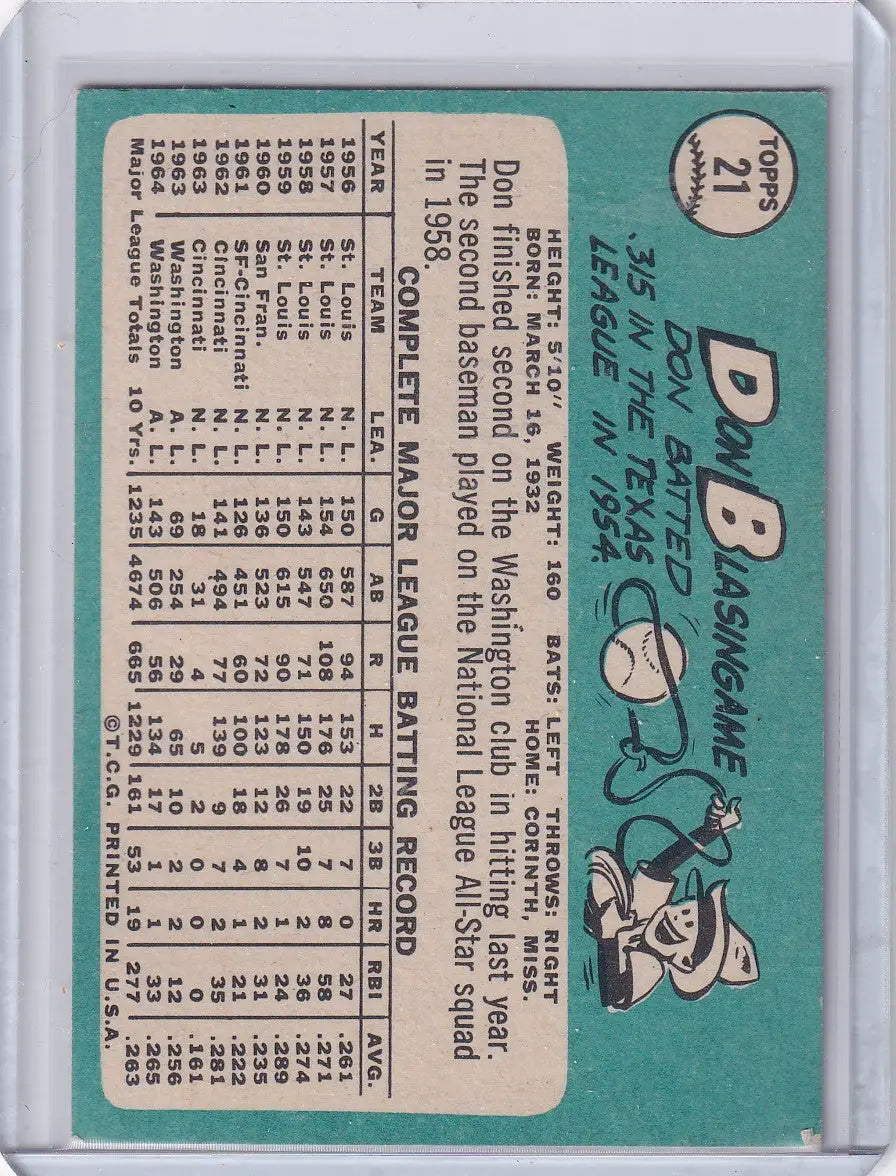 TOPPS
21
DON BLASINGAME
DON BATTED
.315 IN THE TEXAS
LEAGUE IN 1954.
HEIGHT: 5'10" WEIGHT: 160 BATS: LEFT THROWS: RIGHT
BORN: MARCH 16, 1932 HOME: CORINTH, MISS.
Don finished second on the Washington club in hitting last year.
The second baseman played on the National League All-Star squad
in 1958.
COMPLETE MAJOR LEAGUE BATTING RECORD
YEAR TEAM LEA. G AB R H 2B 3B HR RBI AVG.
1956 St. Louis N. L. 150 587 94 153 22 7 0 27 .261
1957 St. Louis N. L. 154 650 108 176 25 7 8 58 .271
1958 St. Louis N. L. 143 547 71 150 19 10 2 36 .274
1959 St. Louis N. L. 150 615 90 178 26 7 1 24 .289
1960 San Fran. N. L. 136 523 72 123 12 8 2 31 .235
1961 SF-Cincinnati N. L. 126 451 60 100 18 4 1 21 .222
1962 Cincinnati N. L. 141 494 77 139 9 7 2 35 .281
1963 Cincinnati N. L. 18 31 4 5 2 0 0 0 .161
1963 Washington A. L. 69 254 29 65 10 2 2 12 .256
1964 Washington A. L. 143 506 56 134 17 1 1 33 .265
Major League Totals 10 Yrs. 1235 4674 665 1229 161 53 19 277 .263
©T.C.G. PRINTED IN U.S.A.